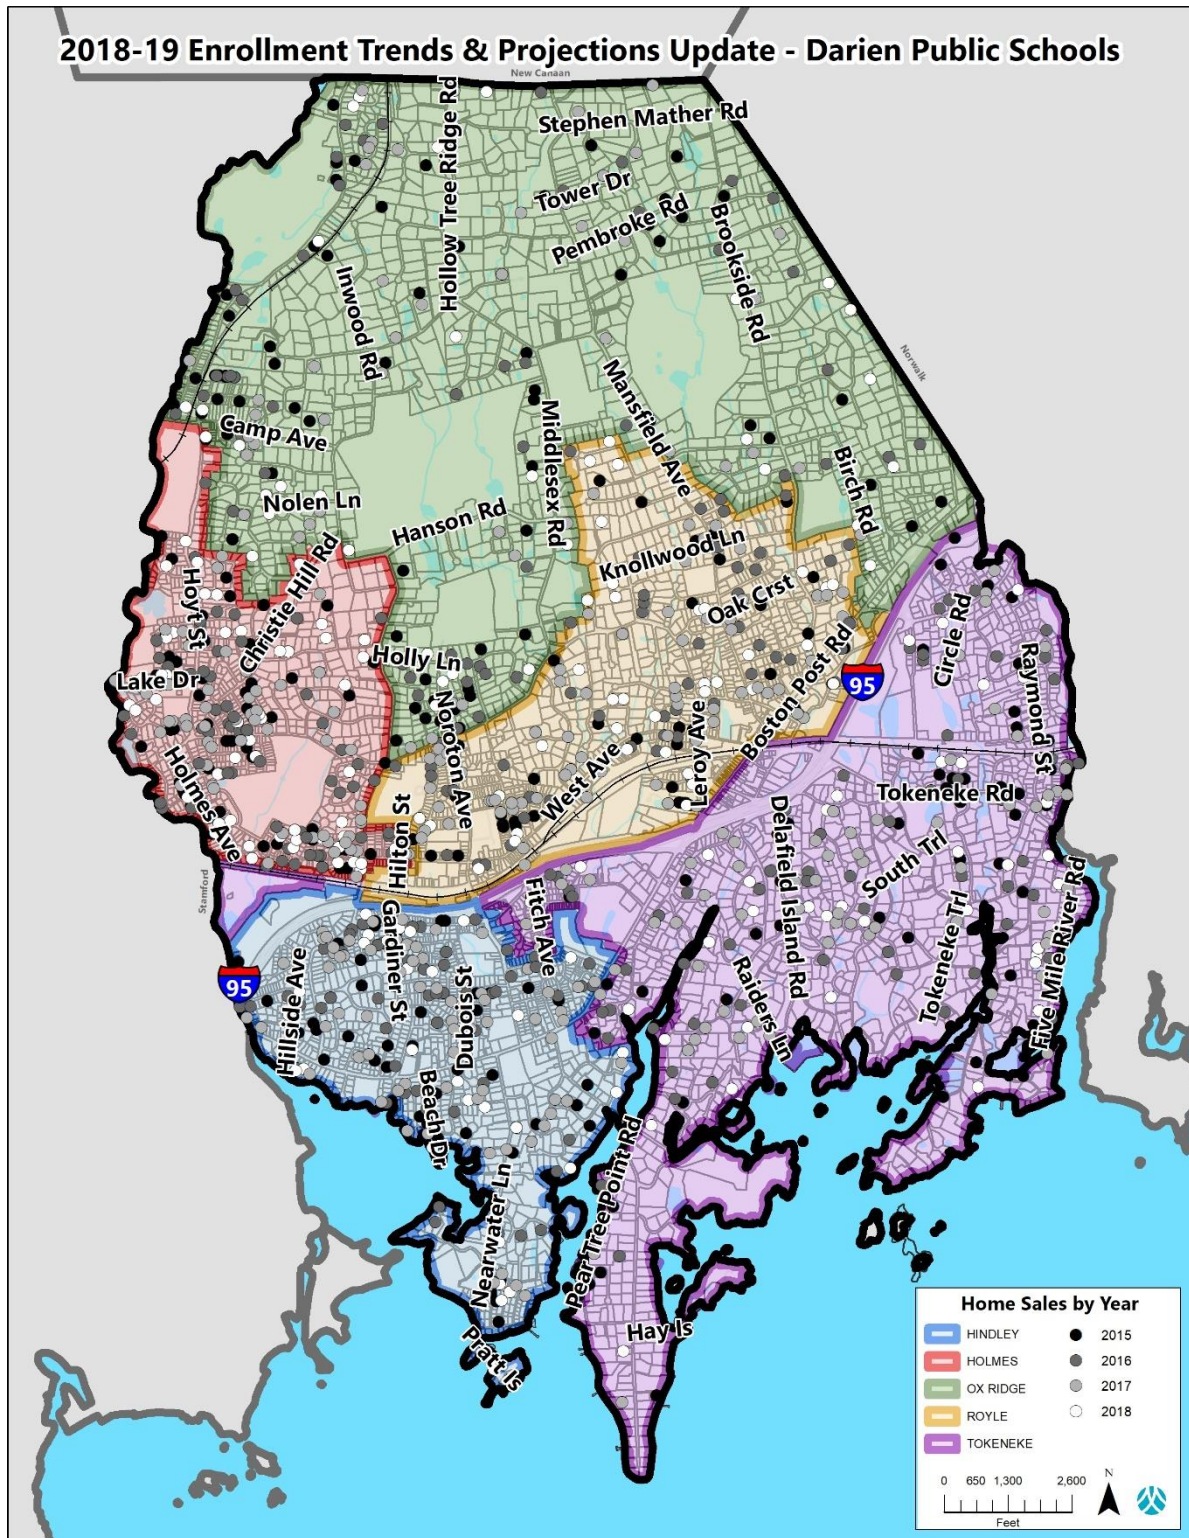 2018-19 Enrollment Trends & Projections Update - Darien Public Schools
New Canaan
Hollow Tree Ridge Rd
Stephen Mather Rd
Tower Dr
Pembroke Rd
Brookside Rd
Inwood Rd
Norwalk
Mansfield Ave
Middlesex Rd
Camp Ave
Birch Rd
Nolen Ln
Hanson Rd
Knollwood Ln
Christie Hill Rd
Hoyt St
Oak Crst
Circle Rd
Boston Post Rd
Holly Ln
Lake Dr
95
Raymond St
Noroton Ave
Leroy Ave
West Ave
Holmes Ave
Tokeneke Rd
Hilton St
Delafield Island Rd
South Trl
Stamford
Fitch Ave
Gardiner St
Tokeneke Trl
Five Mile River Rd
95
Hillside Ave
Dubois St
Raiders Ln
Beach Dr
Nearwater Ln
Pear Tree Point Rd
Hay Is
Pratt Is
Home Sales by Year
HINDLEY
2015
HOLMES
2016
OX RIDGE
2017
ROYLE
2018
TOKENEKE
0 650 1,300 2,600
Feet
N